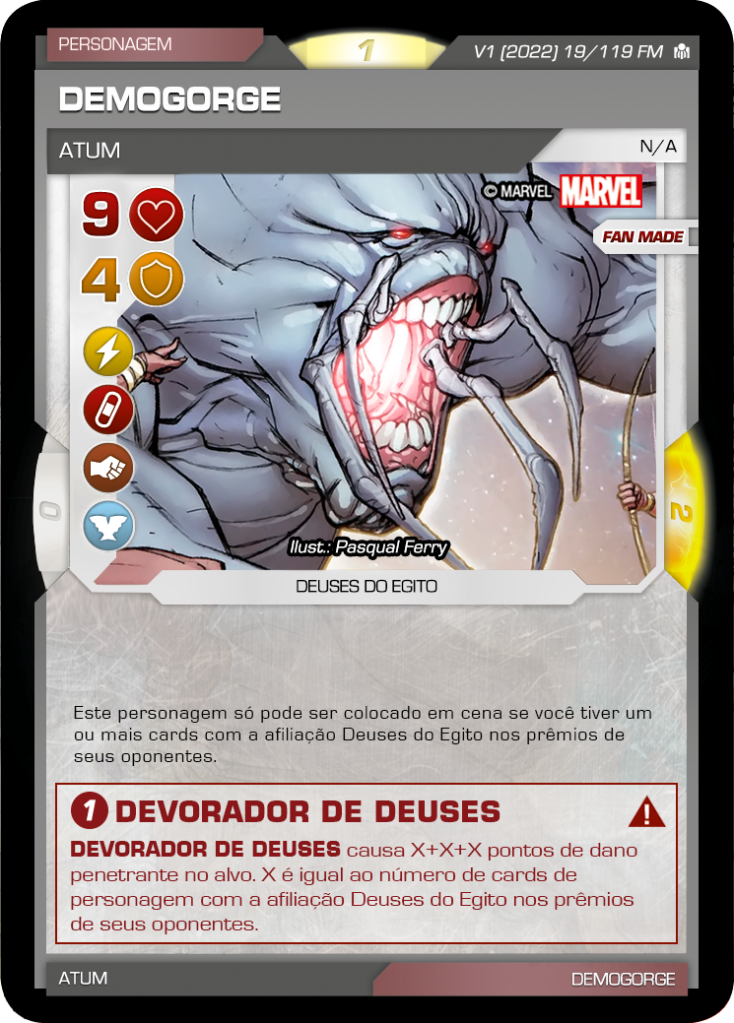 PERSONAGEM
1
V1 (2022) 19/119 FM
DEMOGORGE
ATUM
N/A
© MARVEL
MARVEL
9
FAN MADE
4
0
2
Ilust.: Pasqual Ferry
DEUSES DO EGITO
Este personagem só pode ser colocado em cena se você tiver um
ou mais cards com a afiliação Deuses do Egito nos prêmios de
seus oponentes.
1 DEVORADOR DE DEUSES
DEVORADOR DE DEUSES causa X+X+X pontos de dano
penetrante no alvo. X é igual ao número de cards de
personagem com a afiliação Deuses do Egito nos prêmios
de seus oponentes.
ATUM
DEMOGORGE